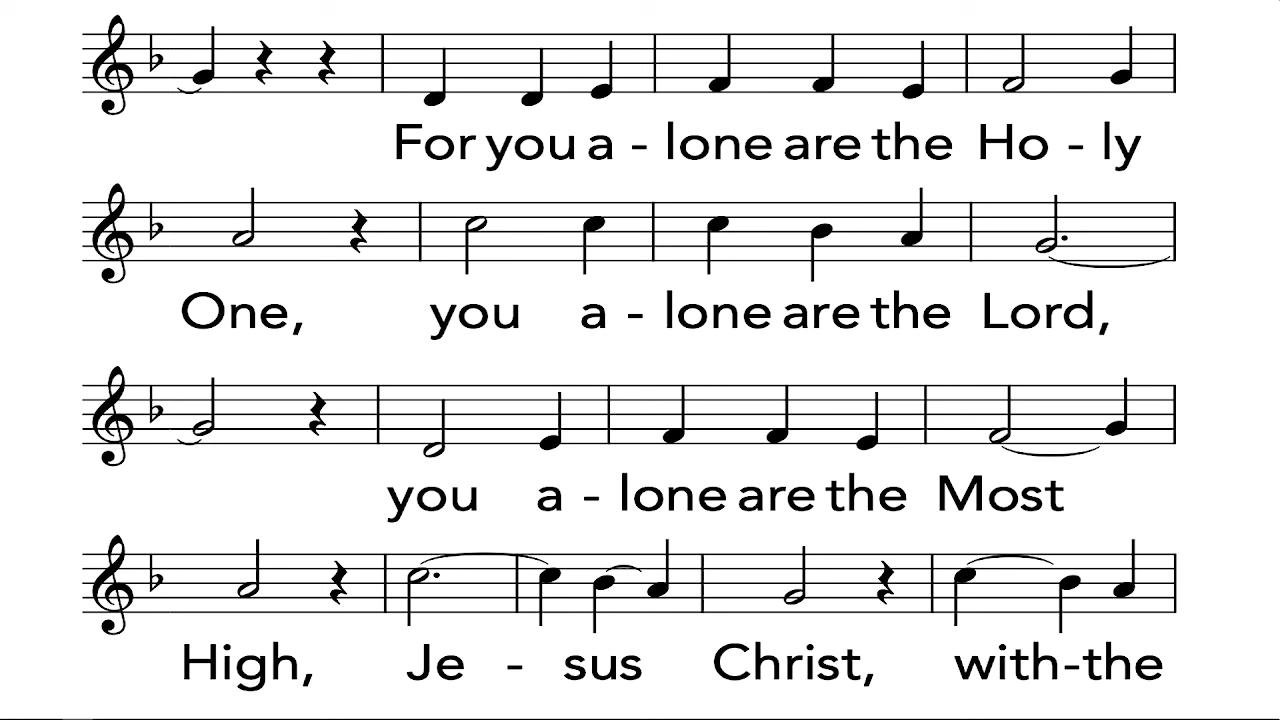 For you a - lone are the Ho - ly
One, you a - lone are the Lord,
you a - lone are the Most
High, Je - sus Christ, with-the